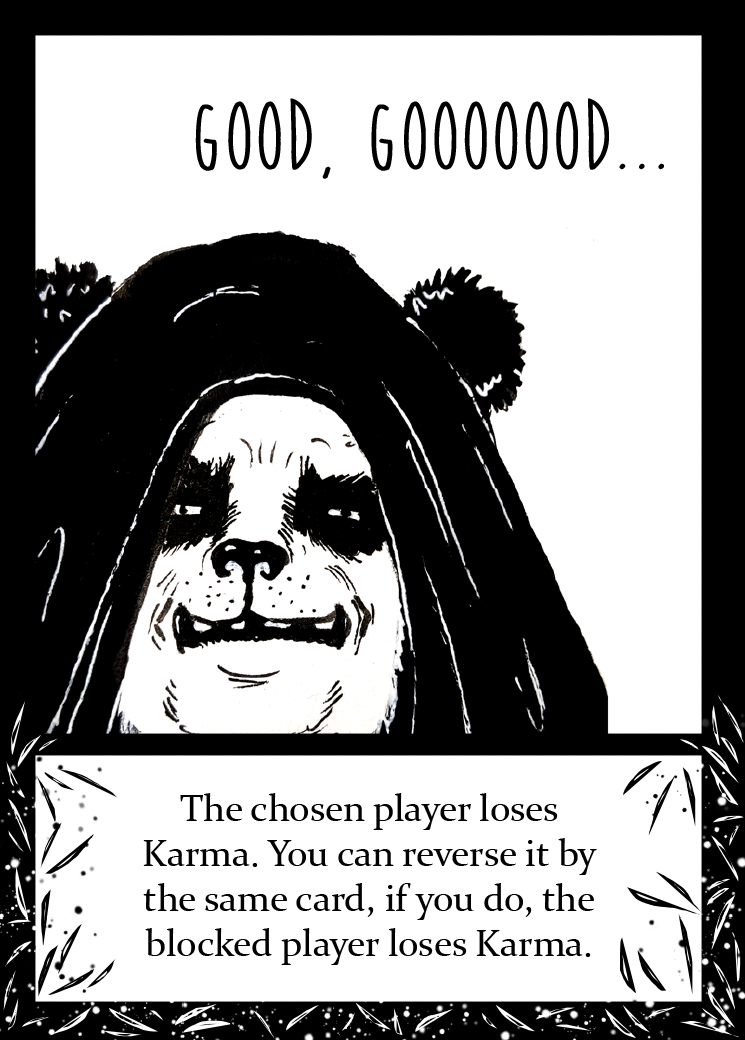 GOOD, GOOOOOOD...
The chosen player loses
Karma. You can reverse it by
the same card, if you do, the
blocked player loses Karma.